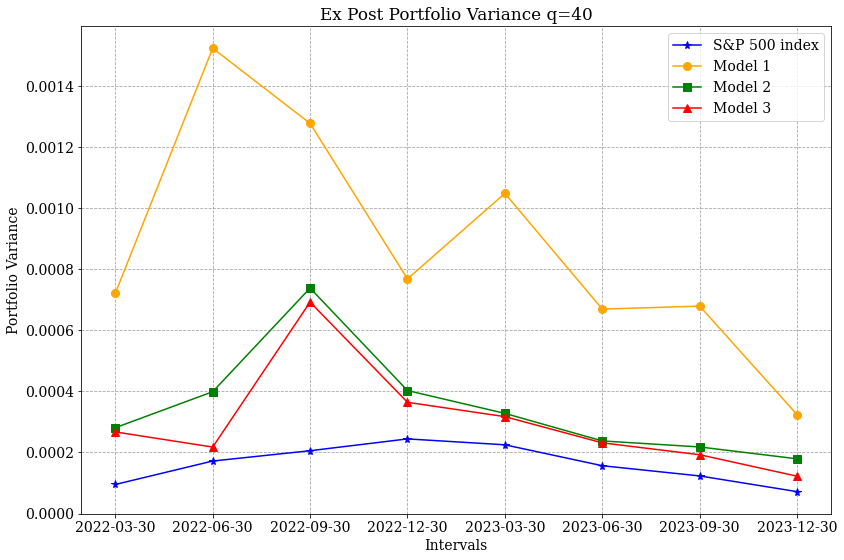 Ex Post Portfolio Variance q=40
S&P 500 index
Model 1
Model 2
Model 3
Portfolio Variance
0.0014
0.0012
0.0010
0.0008
0.0006
0.0004
0.0002
0.0000
2022-03-30 2022-06-30 2022-09-30 2022-12-30 2023-03-30 2023-06-30 2023-09-30 2023-12-30
Intervals